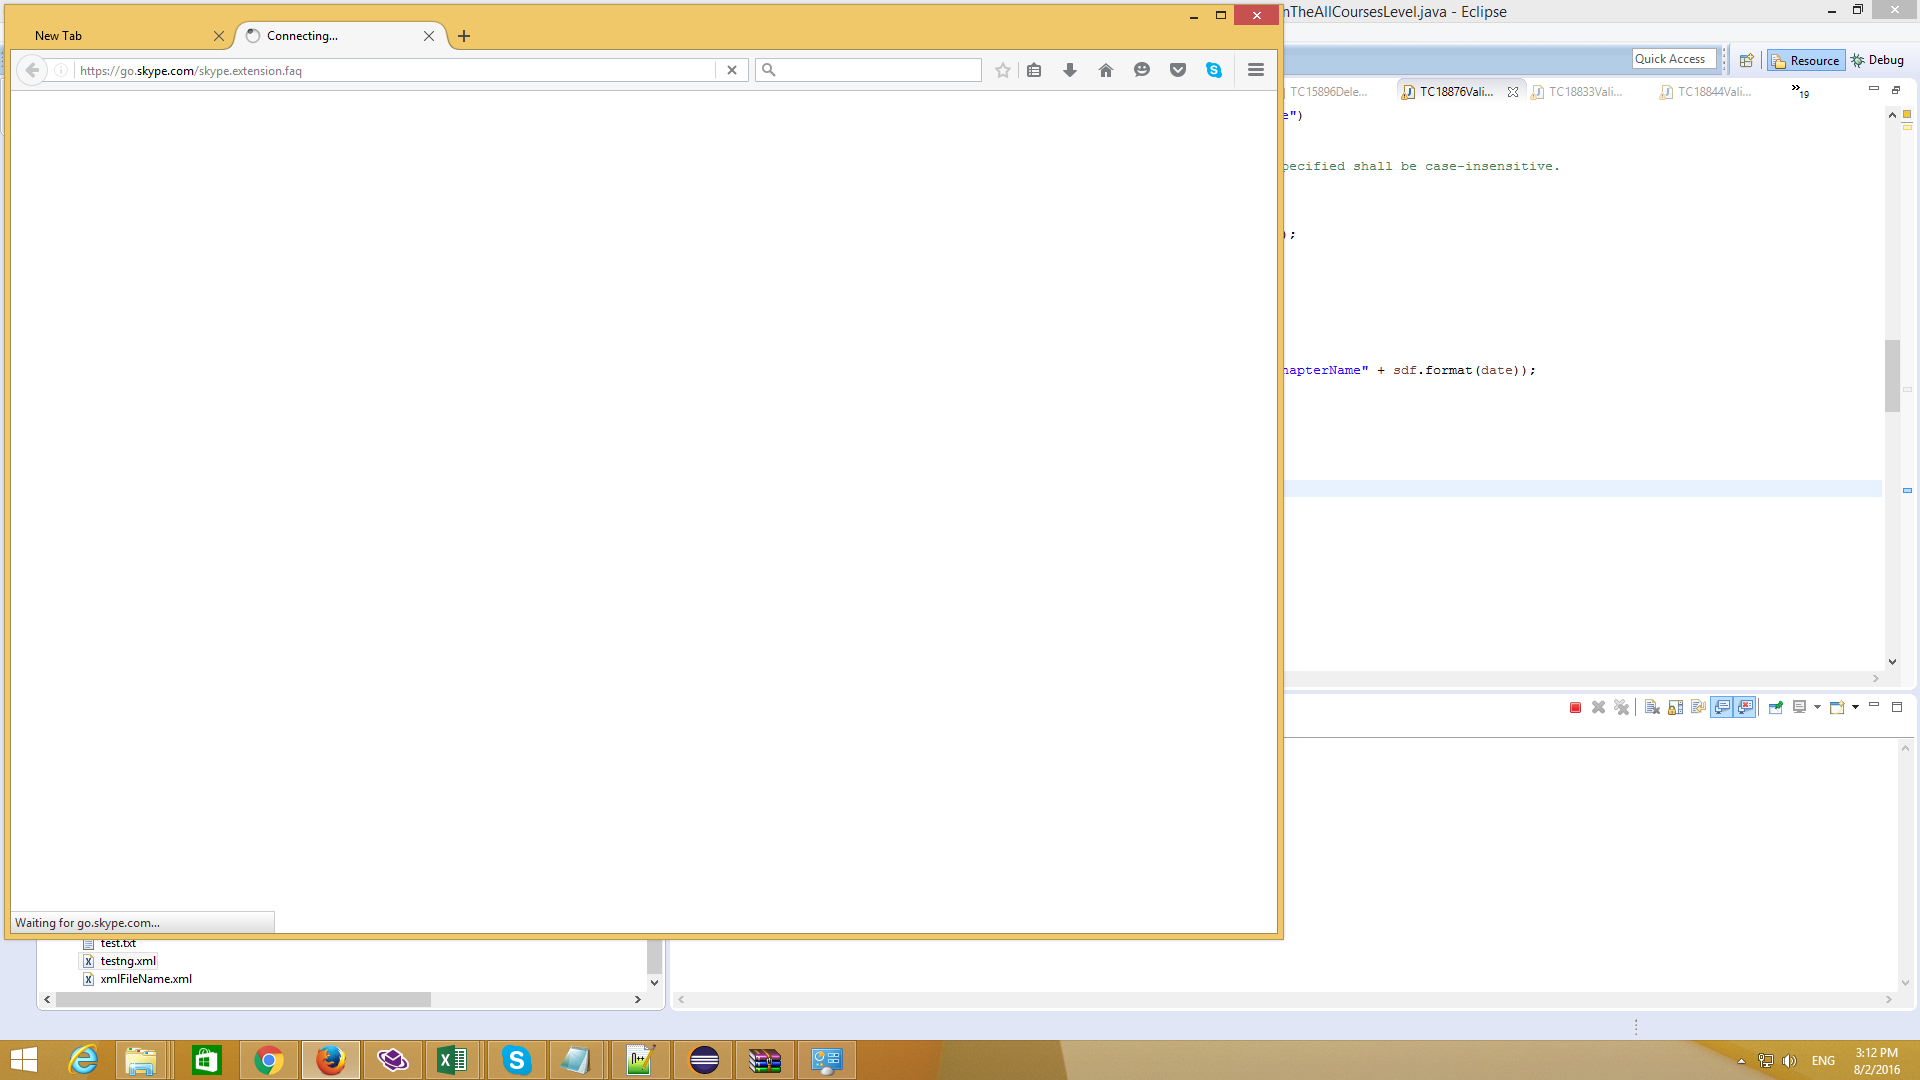 nTheAllCoursesLevel.java - Eclipse
New Tab
Connecting...
https://go.skype.com/skype.extension.faq
Quick Access
Resource
Debug
TC15896Dele...
TC18876Vali...
TC18833Vali...
TC18844Vali...
19
e")
pecified shall be case-insensitive.
);
hapterName" + sdf.format(date));
Waiting for go.skype.com...
test.txt
testng.xml
xmlFileName.xml
ENG
3:12 PM
8/2/2016